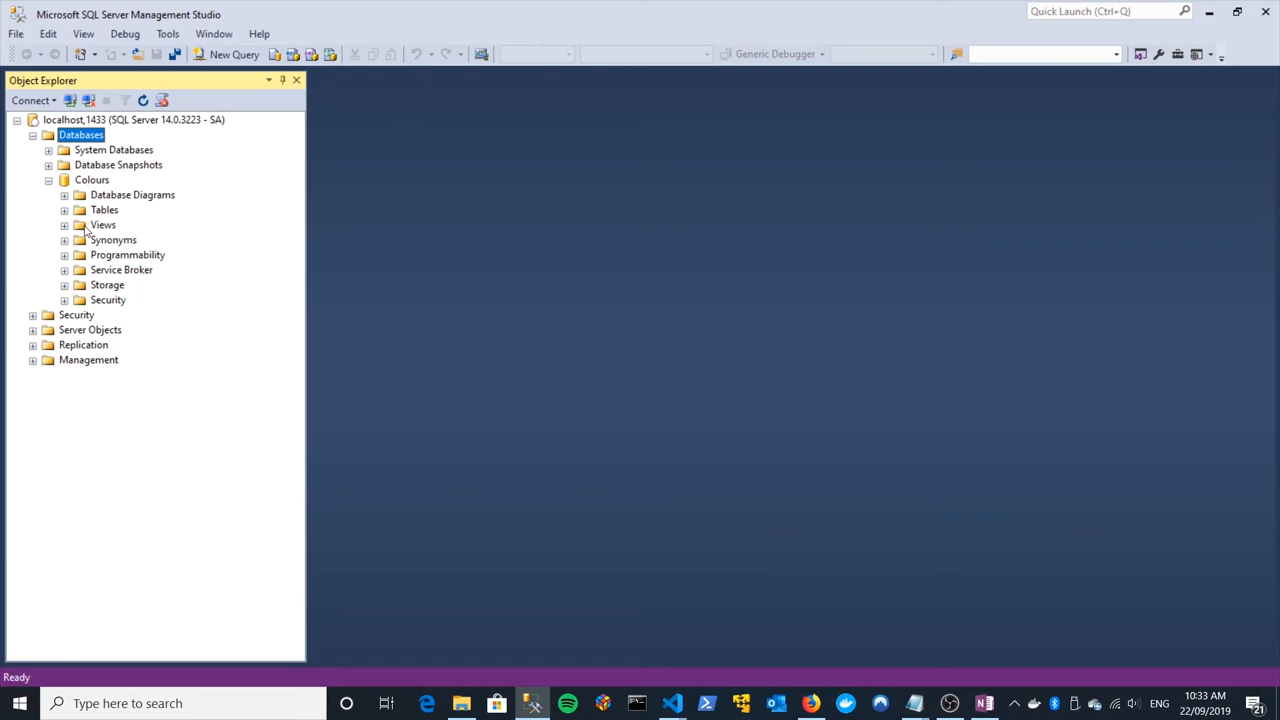 Microsoft SQL Server Management Studio
Quick Launch (Ctrl+Q)
File Edit View Debug Tools Window Help
New Query
Generic Debugger
Object Explorer
Connect
localhost,1433 (SQL Server 14.0.3223 - SA)
Databases
System Databases
Database Snapshots
Colours
Database Diagrams
Tables
Views
Synonyms
Programmability
Service Broker
Storage
Security
Security
Server Objects
Replication
Management
Ready
Type here to search
ENG
10:33 AM
22/09/2019
21